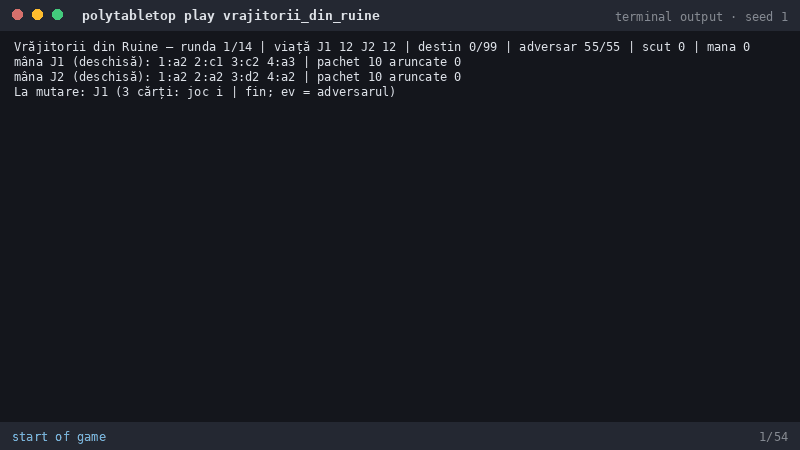 polytabletop play vrajitorii_din_ruine
terminal output · seed 1
Vrăjitorii din Ruine — runda 1/14 | viață J1 12 J2 12 | destin 0/99 | adversar 55/55 | scut 0 | mana 0
mâna J1 (deschisă): 1:a2 2:c1 3:c2 4:a3 | pachet 10 aruncate 0
mâna J2 (deschisă): 1:a2 2:a2 3:d2 4:a2 | pachet 10 aruncate 0
La mutare: J1 (3 cărți: joc i | fin; ev = adversarul)
start of game
1/54